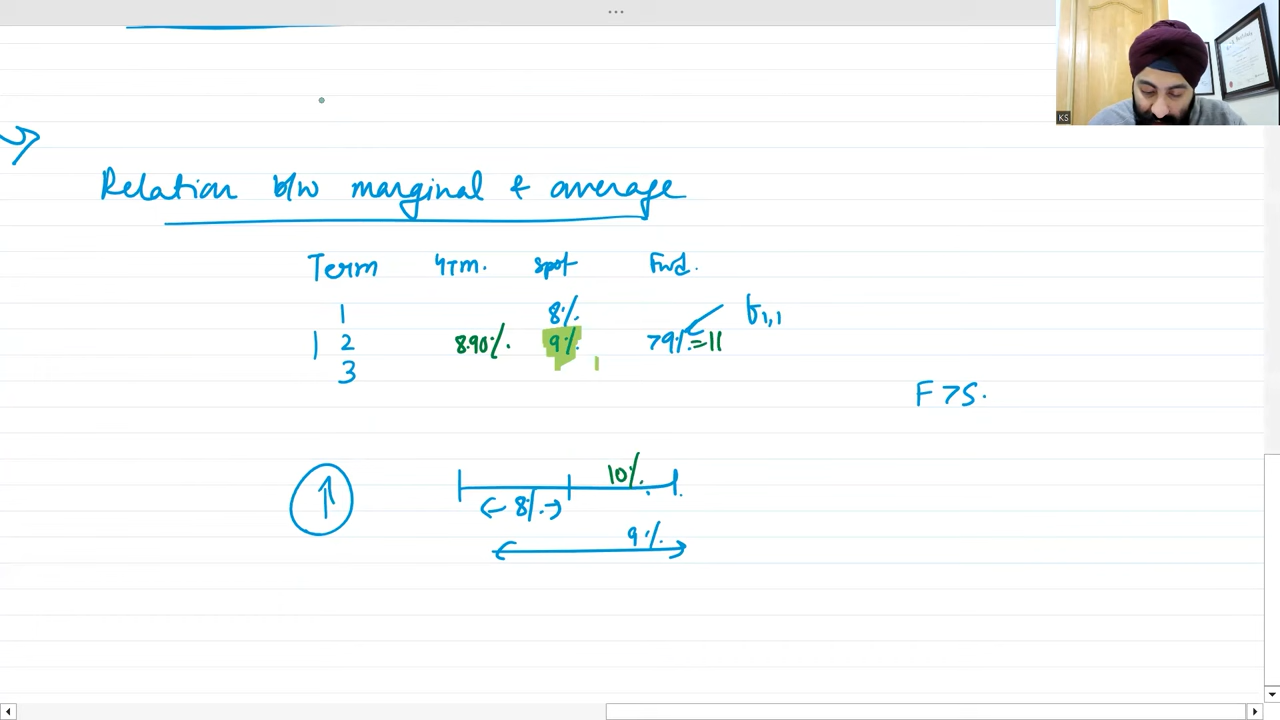 Relation b/w marginal & average
Term YTM. Spot Fwd.
1 8%. f1,1
| 2 8.90%. 9%. >9%. = 11
3
F > S.
10%.
8%.
9%.
KS